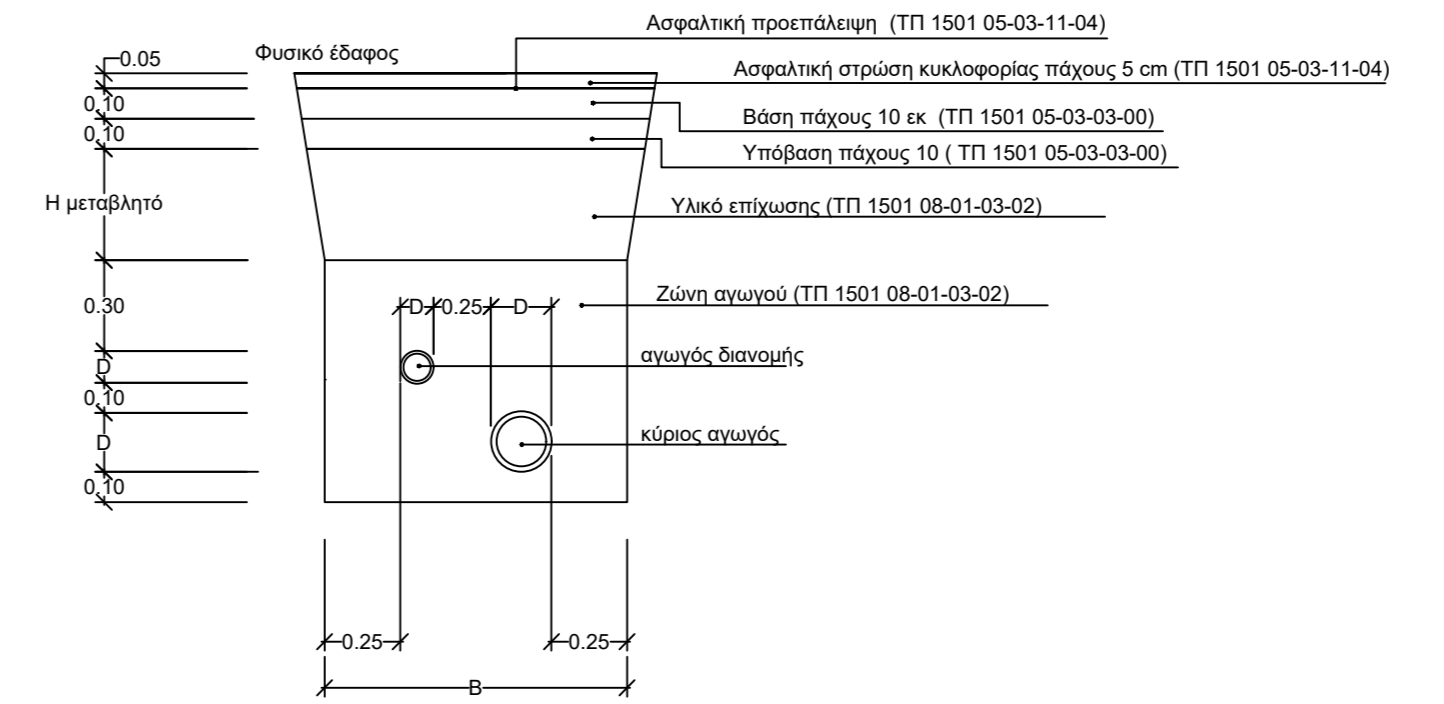 Ασφαλτική προεπάλειψη (ΤΠ 1501 05-03-11-04)
Φυσικό έδαφος
0.05
Ασφαλτική στρώση κυκλοφορίας πάχους 5 cm (ΤΠ 1501 05-03-11-04)
0.10
Βάση πάχους 10 εκ (ΤΠ 1501 05-03-03-00)
0.10
Υπόβαση πάχους 10 ( ΤΠ 1501 05-03-03-00)
Η μεταβλητό
Υλικό επίχωσης (ΤΠ 1501 08-01-03-02)
Ζώνη αγωγού (ΤΠ 1501 08-01-03-02)
0.30
D 0.25 D
αγωγός διανομής
D
0.10
κύριος αγωγός
D
0.10
0.25 0.25
B